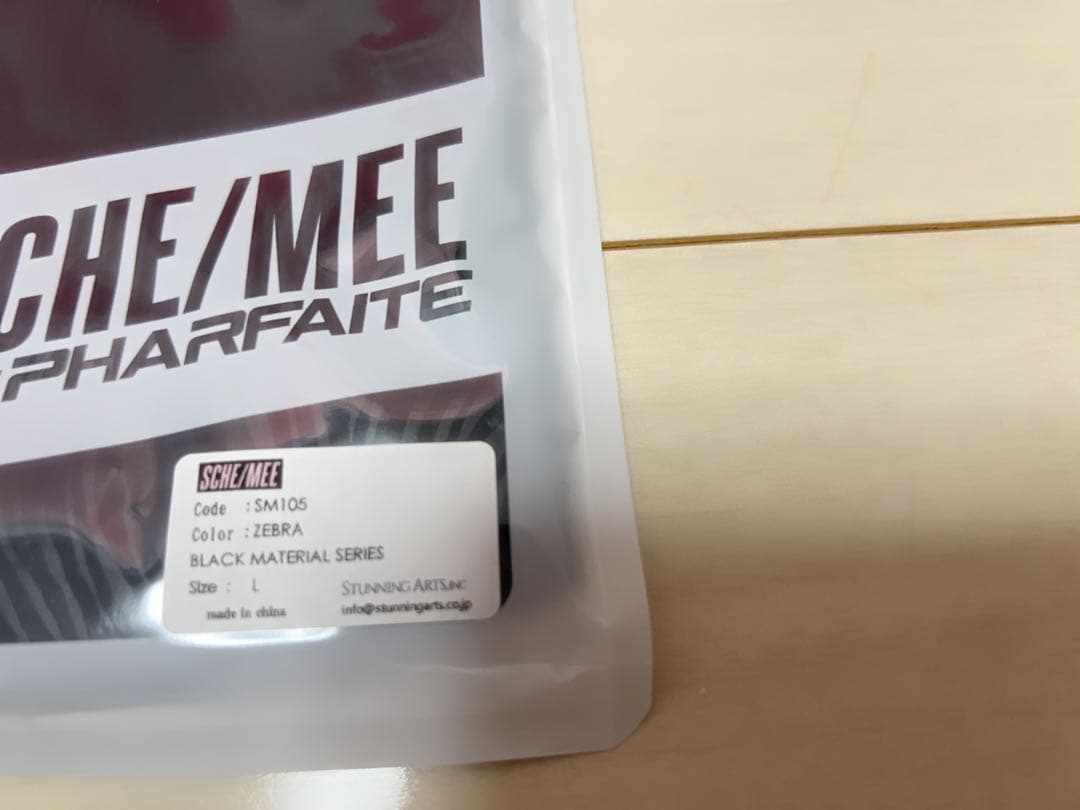 SCHE/MEE
PHARFAITE
SCHE/MEE
Code : SM105
Color : ZEBRA
BLACK MATERIAL SERIES
Size : L
STUNNING ARTS.INC
made in china
info@stunningarts.co.jp